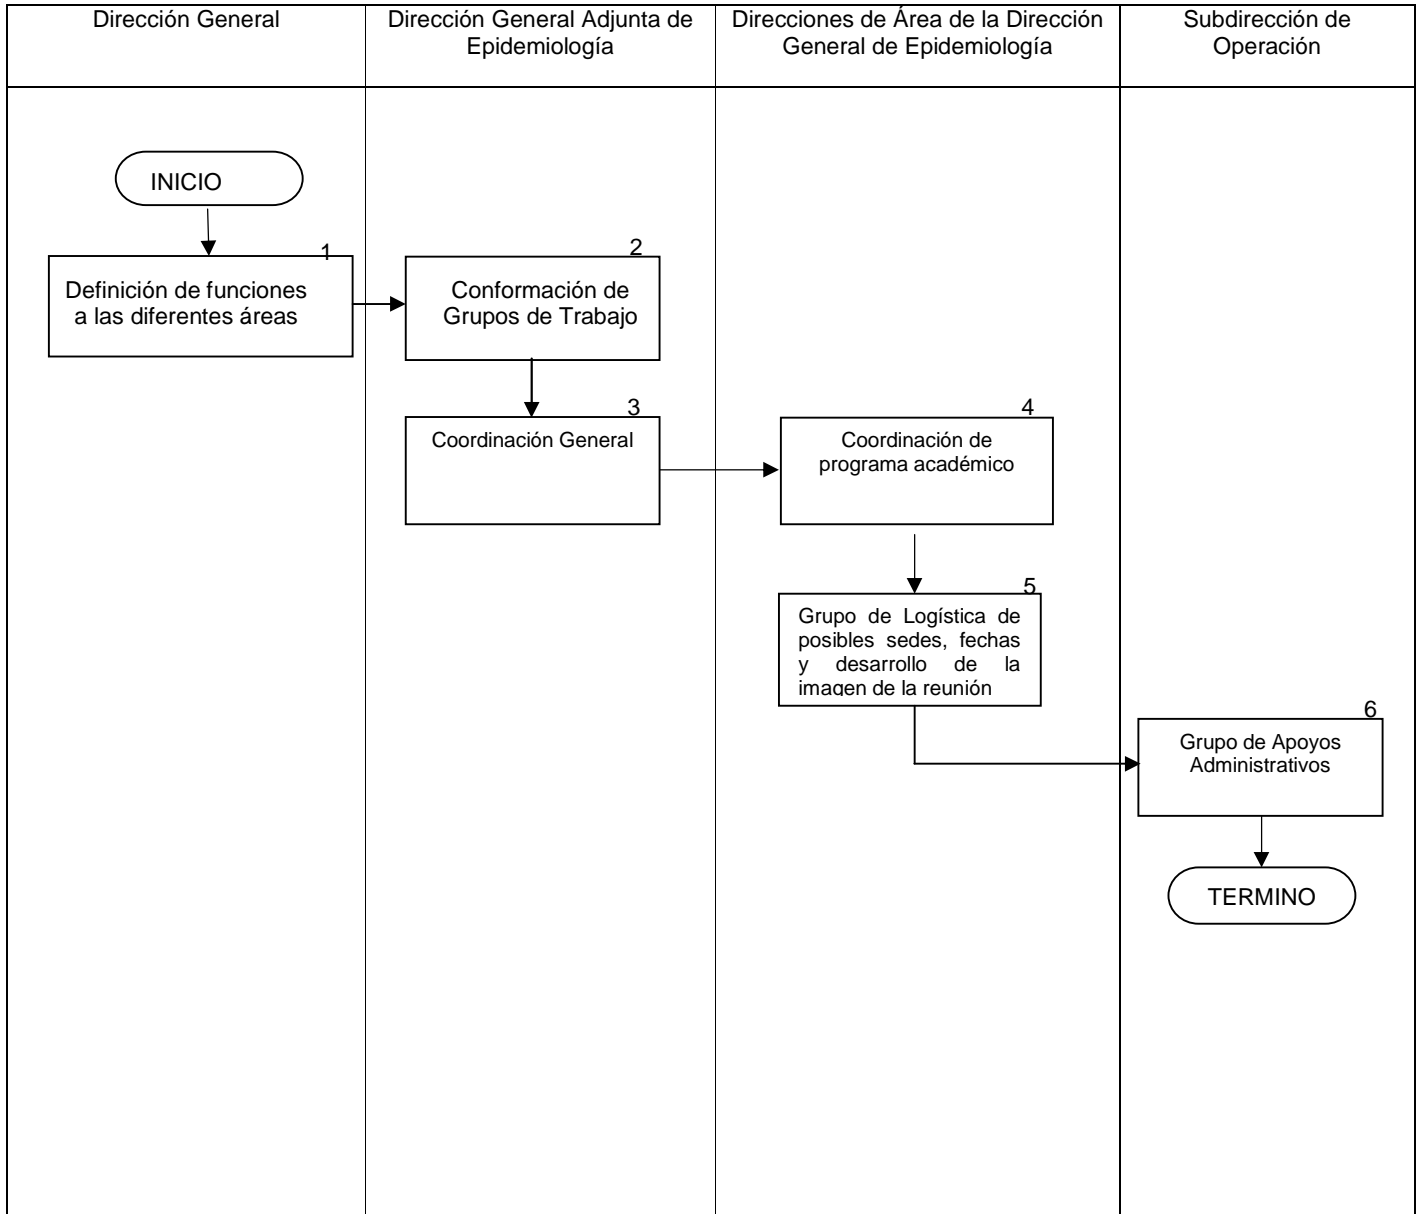 Dirección General
Dirección General Adjunta de
Epidemiología
Direcciones de Área de la Dirección
General de Epidemiología
Subdirección de
Operación
INICIO
1
Definición de funciones
a las diferentes áreas
2
Conformación de
Grupos de Trabajo
3
Coordinación General
4
Coordinación de
programa académico
5
Grupo de Logística de
posibles sedes, fechas
y desarrollo de la
imagen de la reunión
6
Grupo de Apoyos
Administrativos
TERMINO